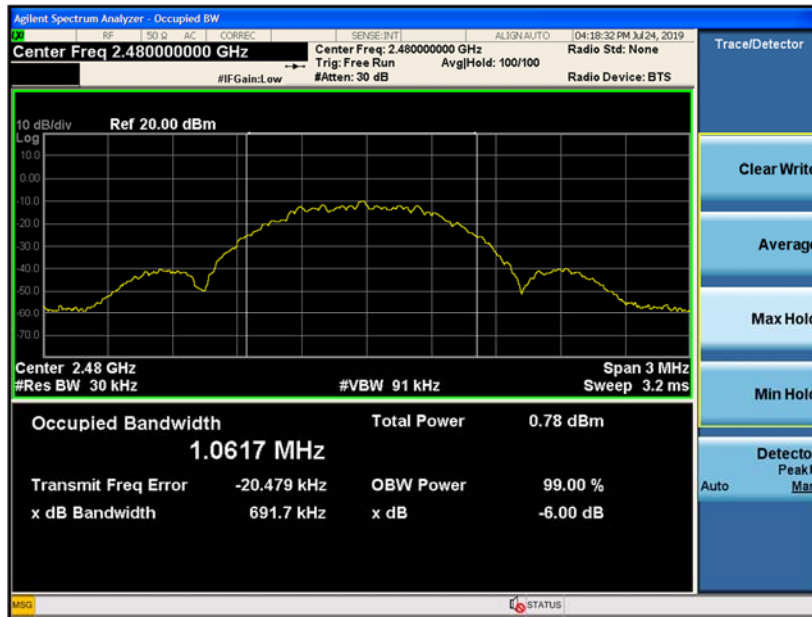 Agilent Spectrum Analyzer - Occupied BW
RF 50 Ω AC CORREC SENSE:INT ALIGN AUTO 04:18:32 PM Jul 24, 2019
Center Freq 2.480000000 GHz
Center Freq: 2.480000000 GHz
Radio Std: None
Trig: Free Run Avg|Hold: 100/100
#IFGain:Low
#Atten: 30 dB
Radio Device: BTS
Trace/Detector
10 dB/div Ref 20.00 dBm
Log
10.0
0.00
-10.0
-20.0
-30.0
-40.0
-50.0
-60.0
-70.0
Center 2.48 GHz Span 3 MHz
#Res BW 30 kHz #VBW 91 kHz Sweep 3.2 ms
Clear Write
Average
Max Hold
Min Hold
Detecto
Peak
Auto Man
Occupied Bandwidth Total Power 0.78 dBm
1.0617 MHz
Transmit Freq Error -20.479 kHz OBW Power 99.00 %
x dB Bandwidth 691.7 kHz x dB -6.00 dB
MSG STATUS